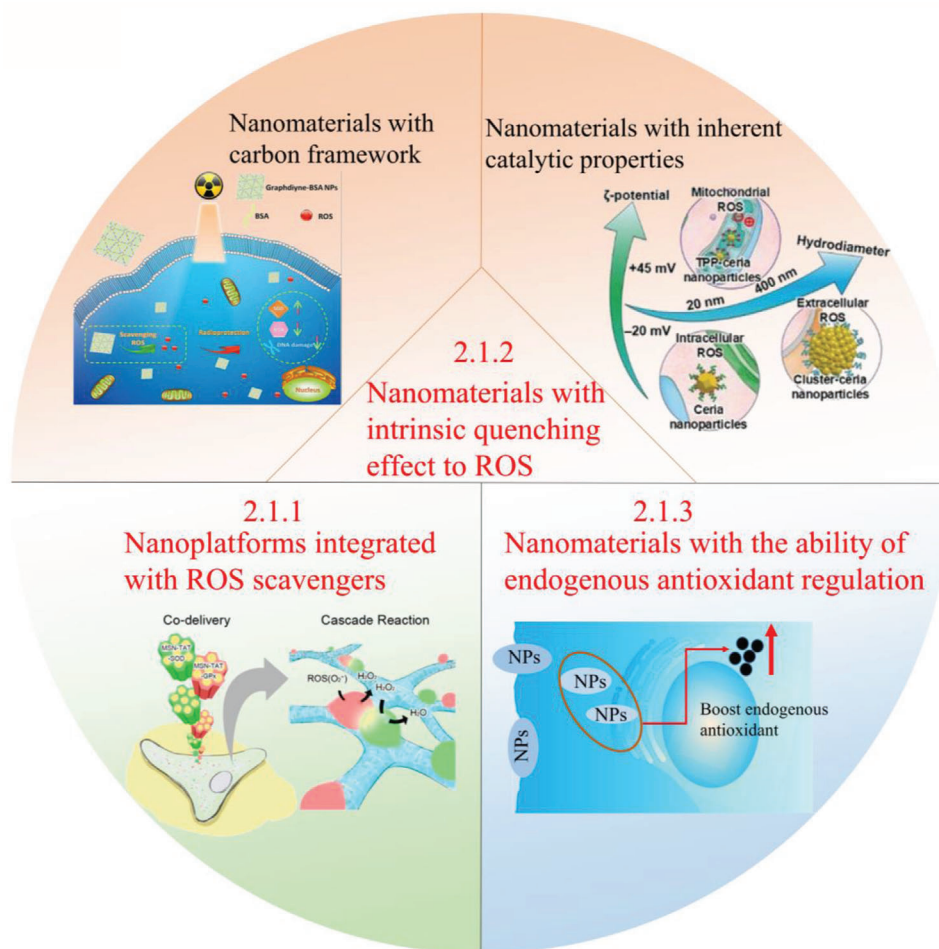 Nanomaterials with
carbon framework
Graphdiyne-BSA NPs
BSA
ROS
Scavenging
ROS
Radioprotection
DNA damage
Nucleus
Nanomaterials with inherent
catalytic properties
ζ-potential
Mitochondrial
ROS
+45 mV
TPP-ceria
nanoparticles
Hydrodiameter
400 nm
20 nm
–20 mV
Extracellular
ROS
Intracellular
ROS
Ceria
nanoparticles
Cluster-ceria
nanoparticles
2.1.2
Nanomaterials with
intrinsic quenching
effect to ROS
2.1.1
Nanoplatforms integrated
with ROS scavengers
Co-delivery
MSN-TAT
-SOD
MSN-TAT
-GPx
Cascade Reaction
ROS(O₂⁻)
H₂O₂
H₂O₂
H₂O
2.1.3
Nanomaterials with the ability of
endogenous antioxidant regulation
NPs
NPs
NPs
NPs
Boost endogenous
antioxidant